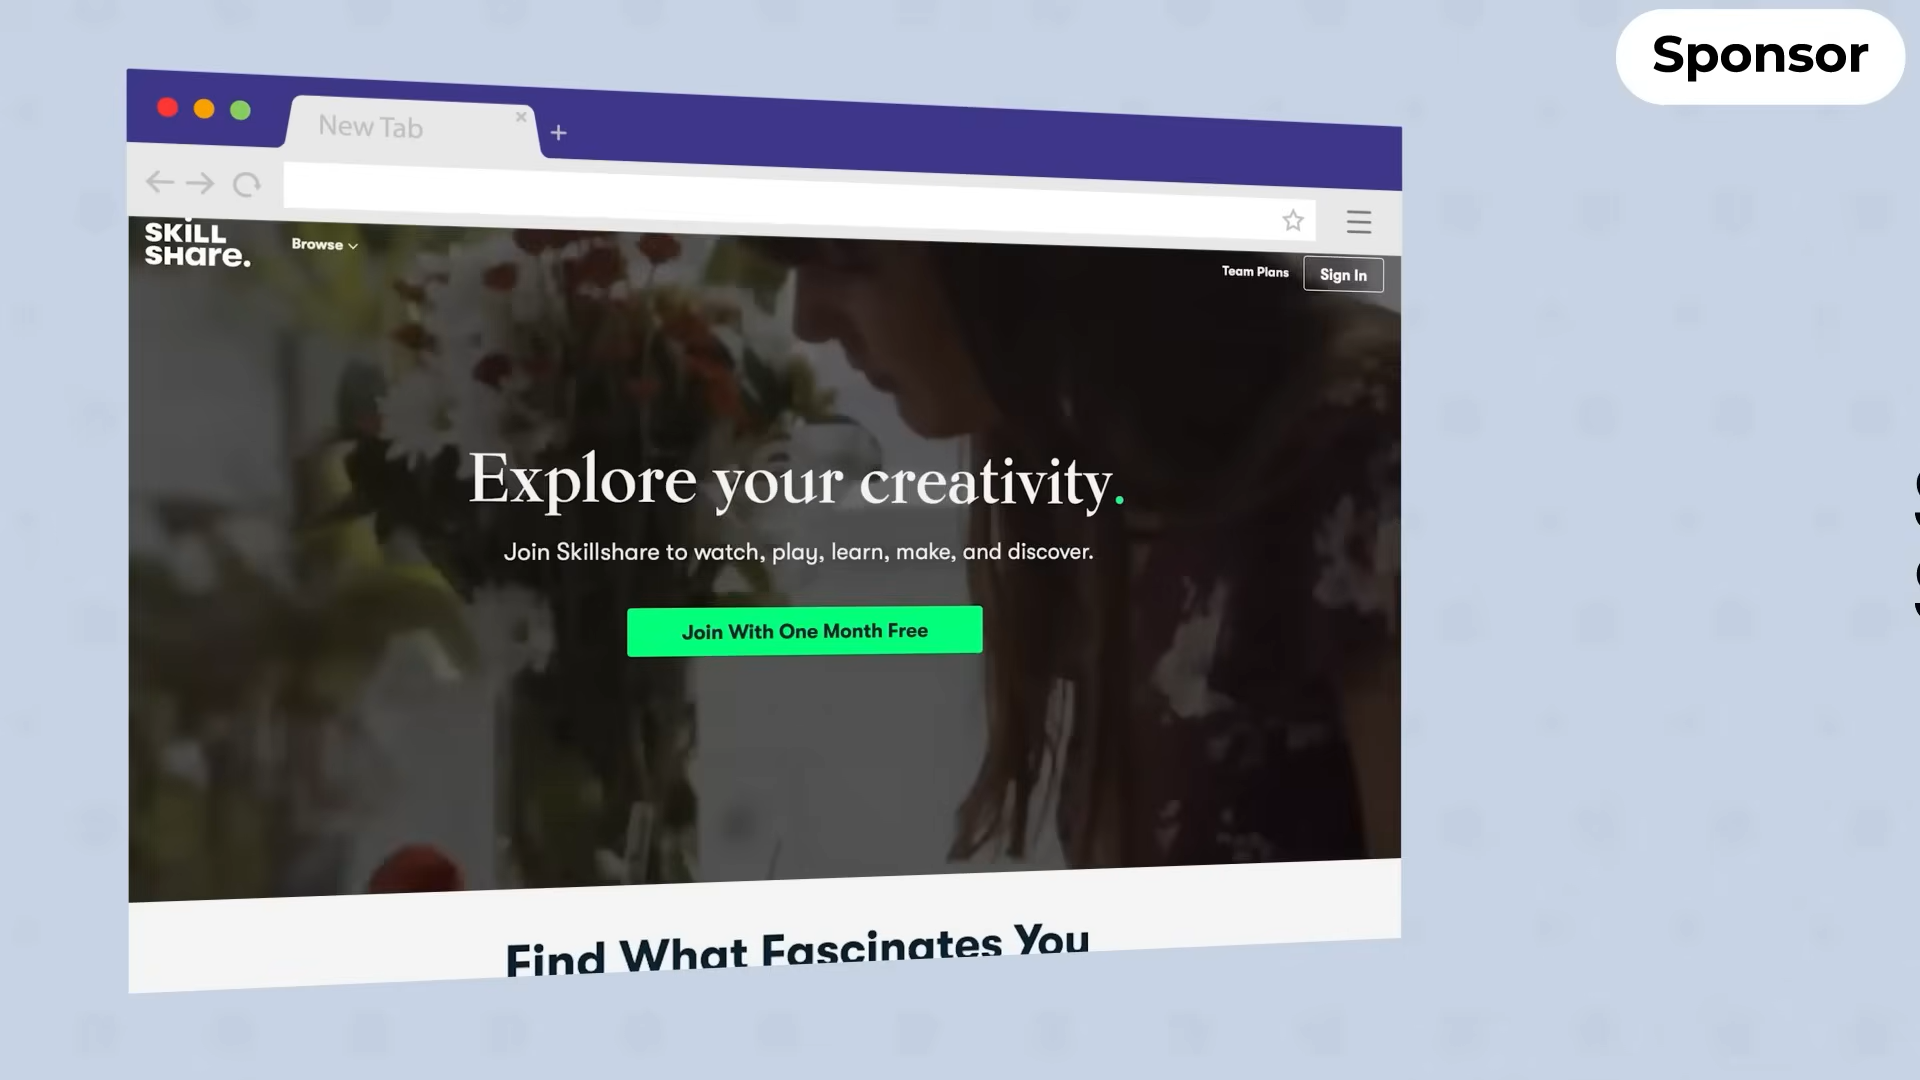 Sponsor
New Tab
SKiLL
SHare.
Browse
Team Plans
Sign In
Explore your creativity.
Join Skillshare to watch, play, learn, make, and discover.
Join With One Month Free
Find What Fascinates You